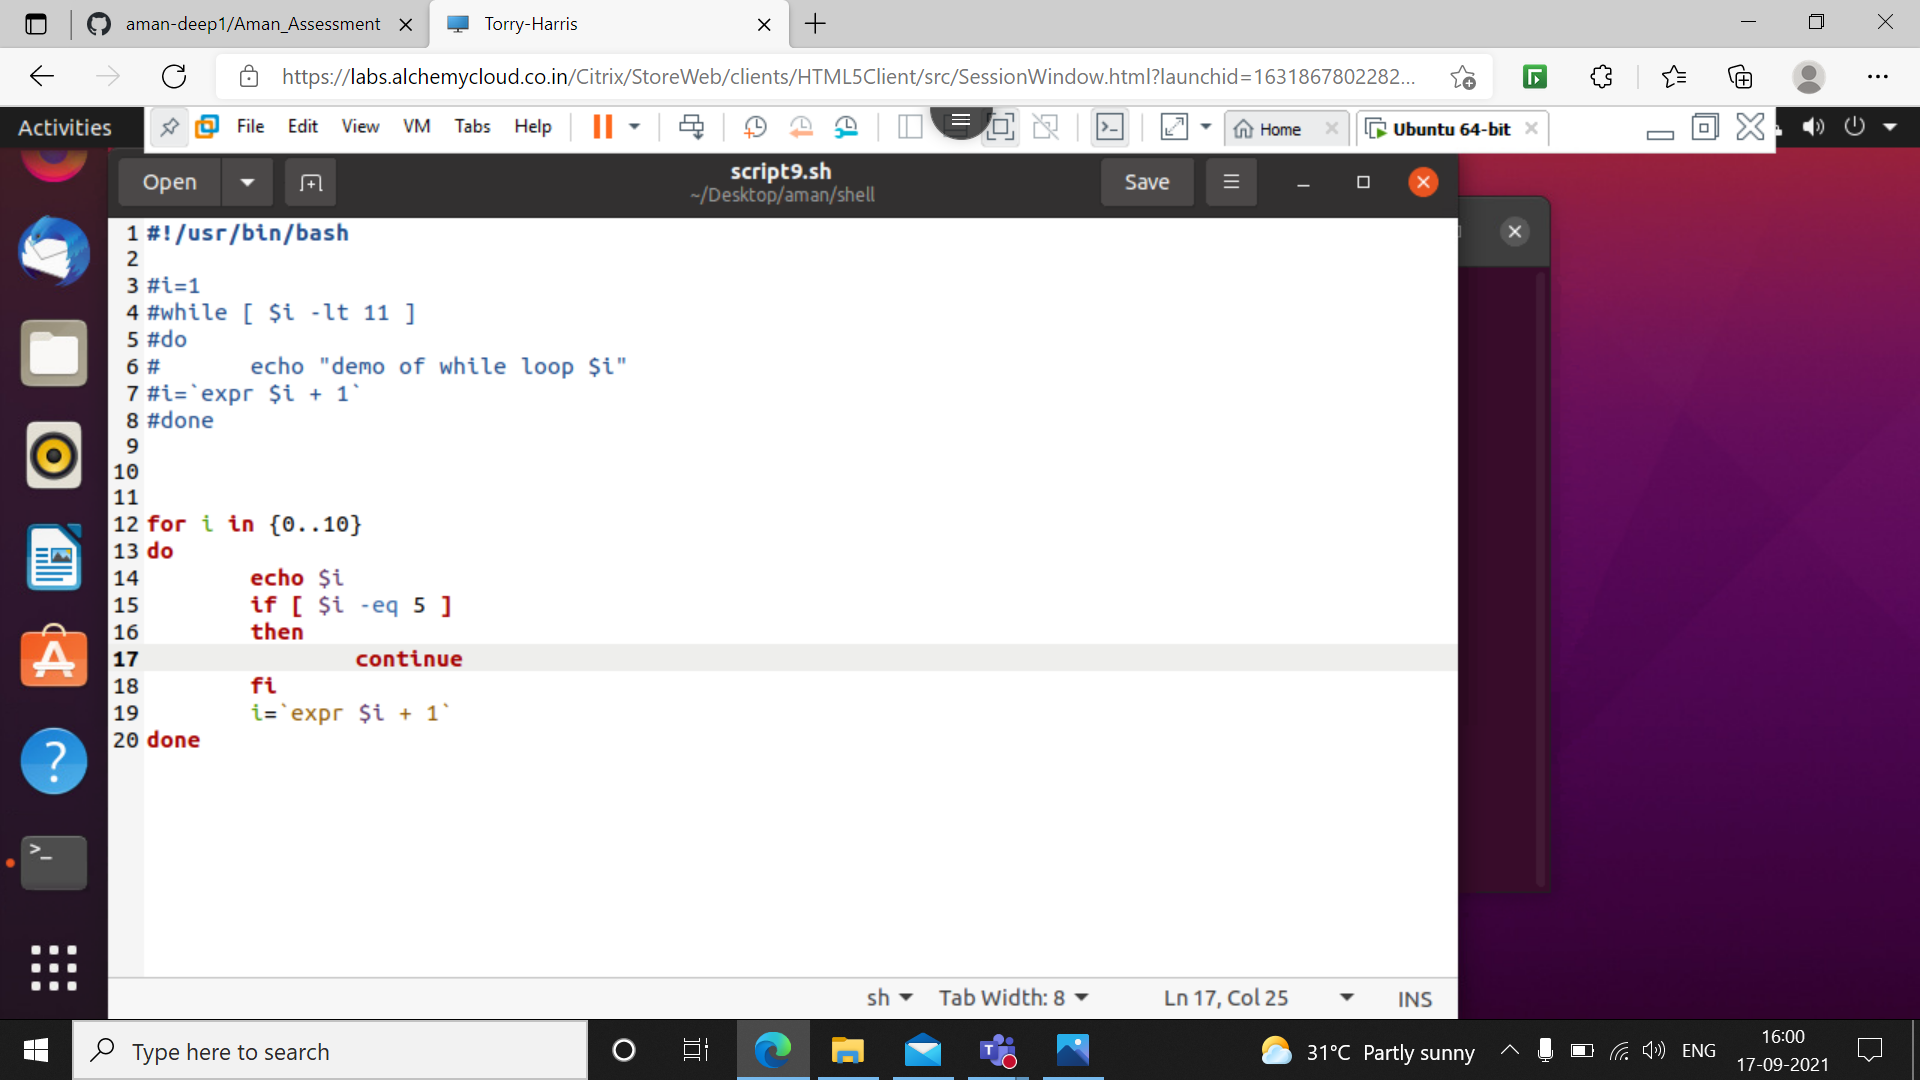 aman-deep1/Aman_Assessment
Torry-Harris
https://labs.alchemycloud.co.in/Citrix/StoreWeb/clients/HTML5Client/src/SessionWindow.html?launchid=1631867802282...
Activities
File Edit View VM Tabs Help
Home
Ubuntu 64-bit
Open
script9.sh
~/Desktop/aman/shell
Save
1 #!/usr/bin/bash
2
3 #i=1
4 #while [ $i -lt 11 ]
5 #do
6 #	echo "demo of while loop $i"
7 #i=`expr $i + 1`
8 #done
9
10
11
12 for i in {0..10}
13 do
14	echo $i
15	if [ $i -eq 5 ]
16	then
17		continue
18	fi
19	i=`expr $i + 1`
20 done
sh Tab Width: 8 Ln 17, Col 25 INS
Type here to search
31°C Partly sunny
ENG
16:00
17-09-2021